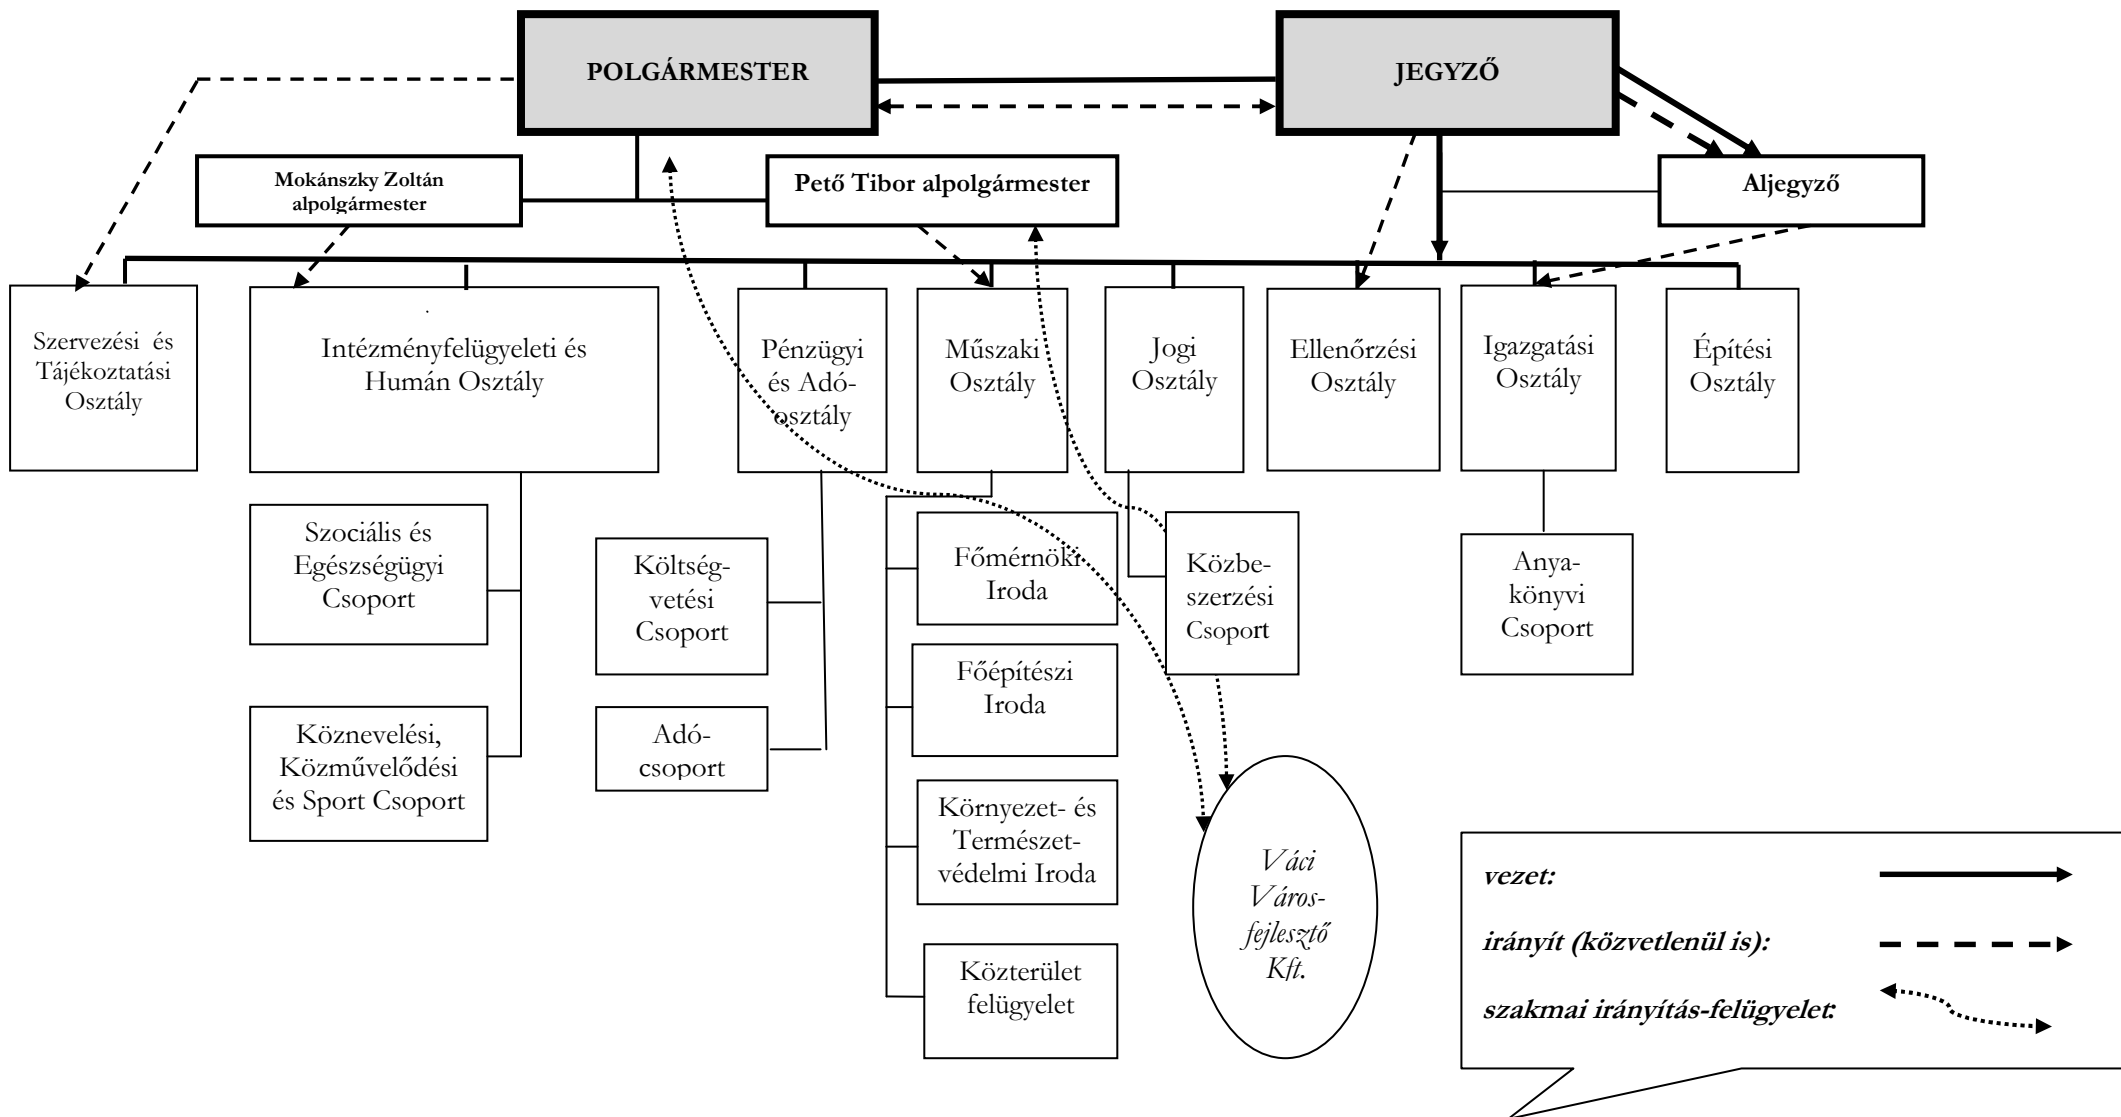 POLGÁRMESTER
JEGYZŐ
Mokánszky Zoltán
alpolgármester
Pető Tibor alpolgármester
Aljegyző
Szervezési és
Tájékoztatási
Osztály
Intézményfelügyeleti és
Humán Osztály
Pénzügyi
és Adó-
osztály
Műszaki
Osztály
Jogi
Osztály
Ellenőrzési
Osztály
Igazgatási
Osztály
Építési
Osztály
Szociális és
Egészségügyi
Csoport
Köznevelési,
Közművelődési
és Sport Csoport
Költség-
vetési
Csoport
Adó-
csoport
Főmérnöki
Iroda
Főépítészi
Iroda
Környezet- és
Természet-
védelmi Iroda
Közterület
felügyelet
Közbe-
szerzési
Csoport
Anya-
könyvi
Csoport
Váci
Város-
fejlesztő
Kft.
vezet:
irányít (közvetlenül is):
szakmai irányítás-felügyelet: